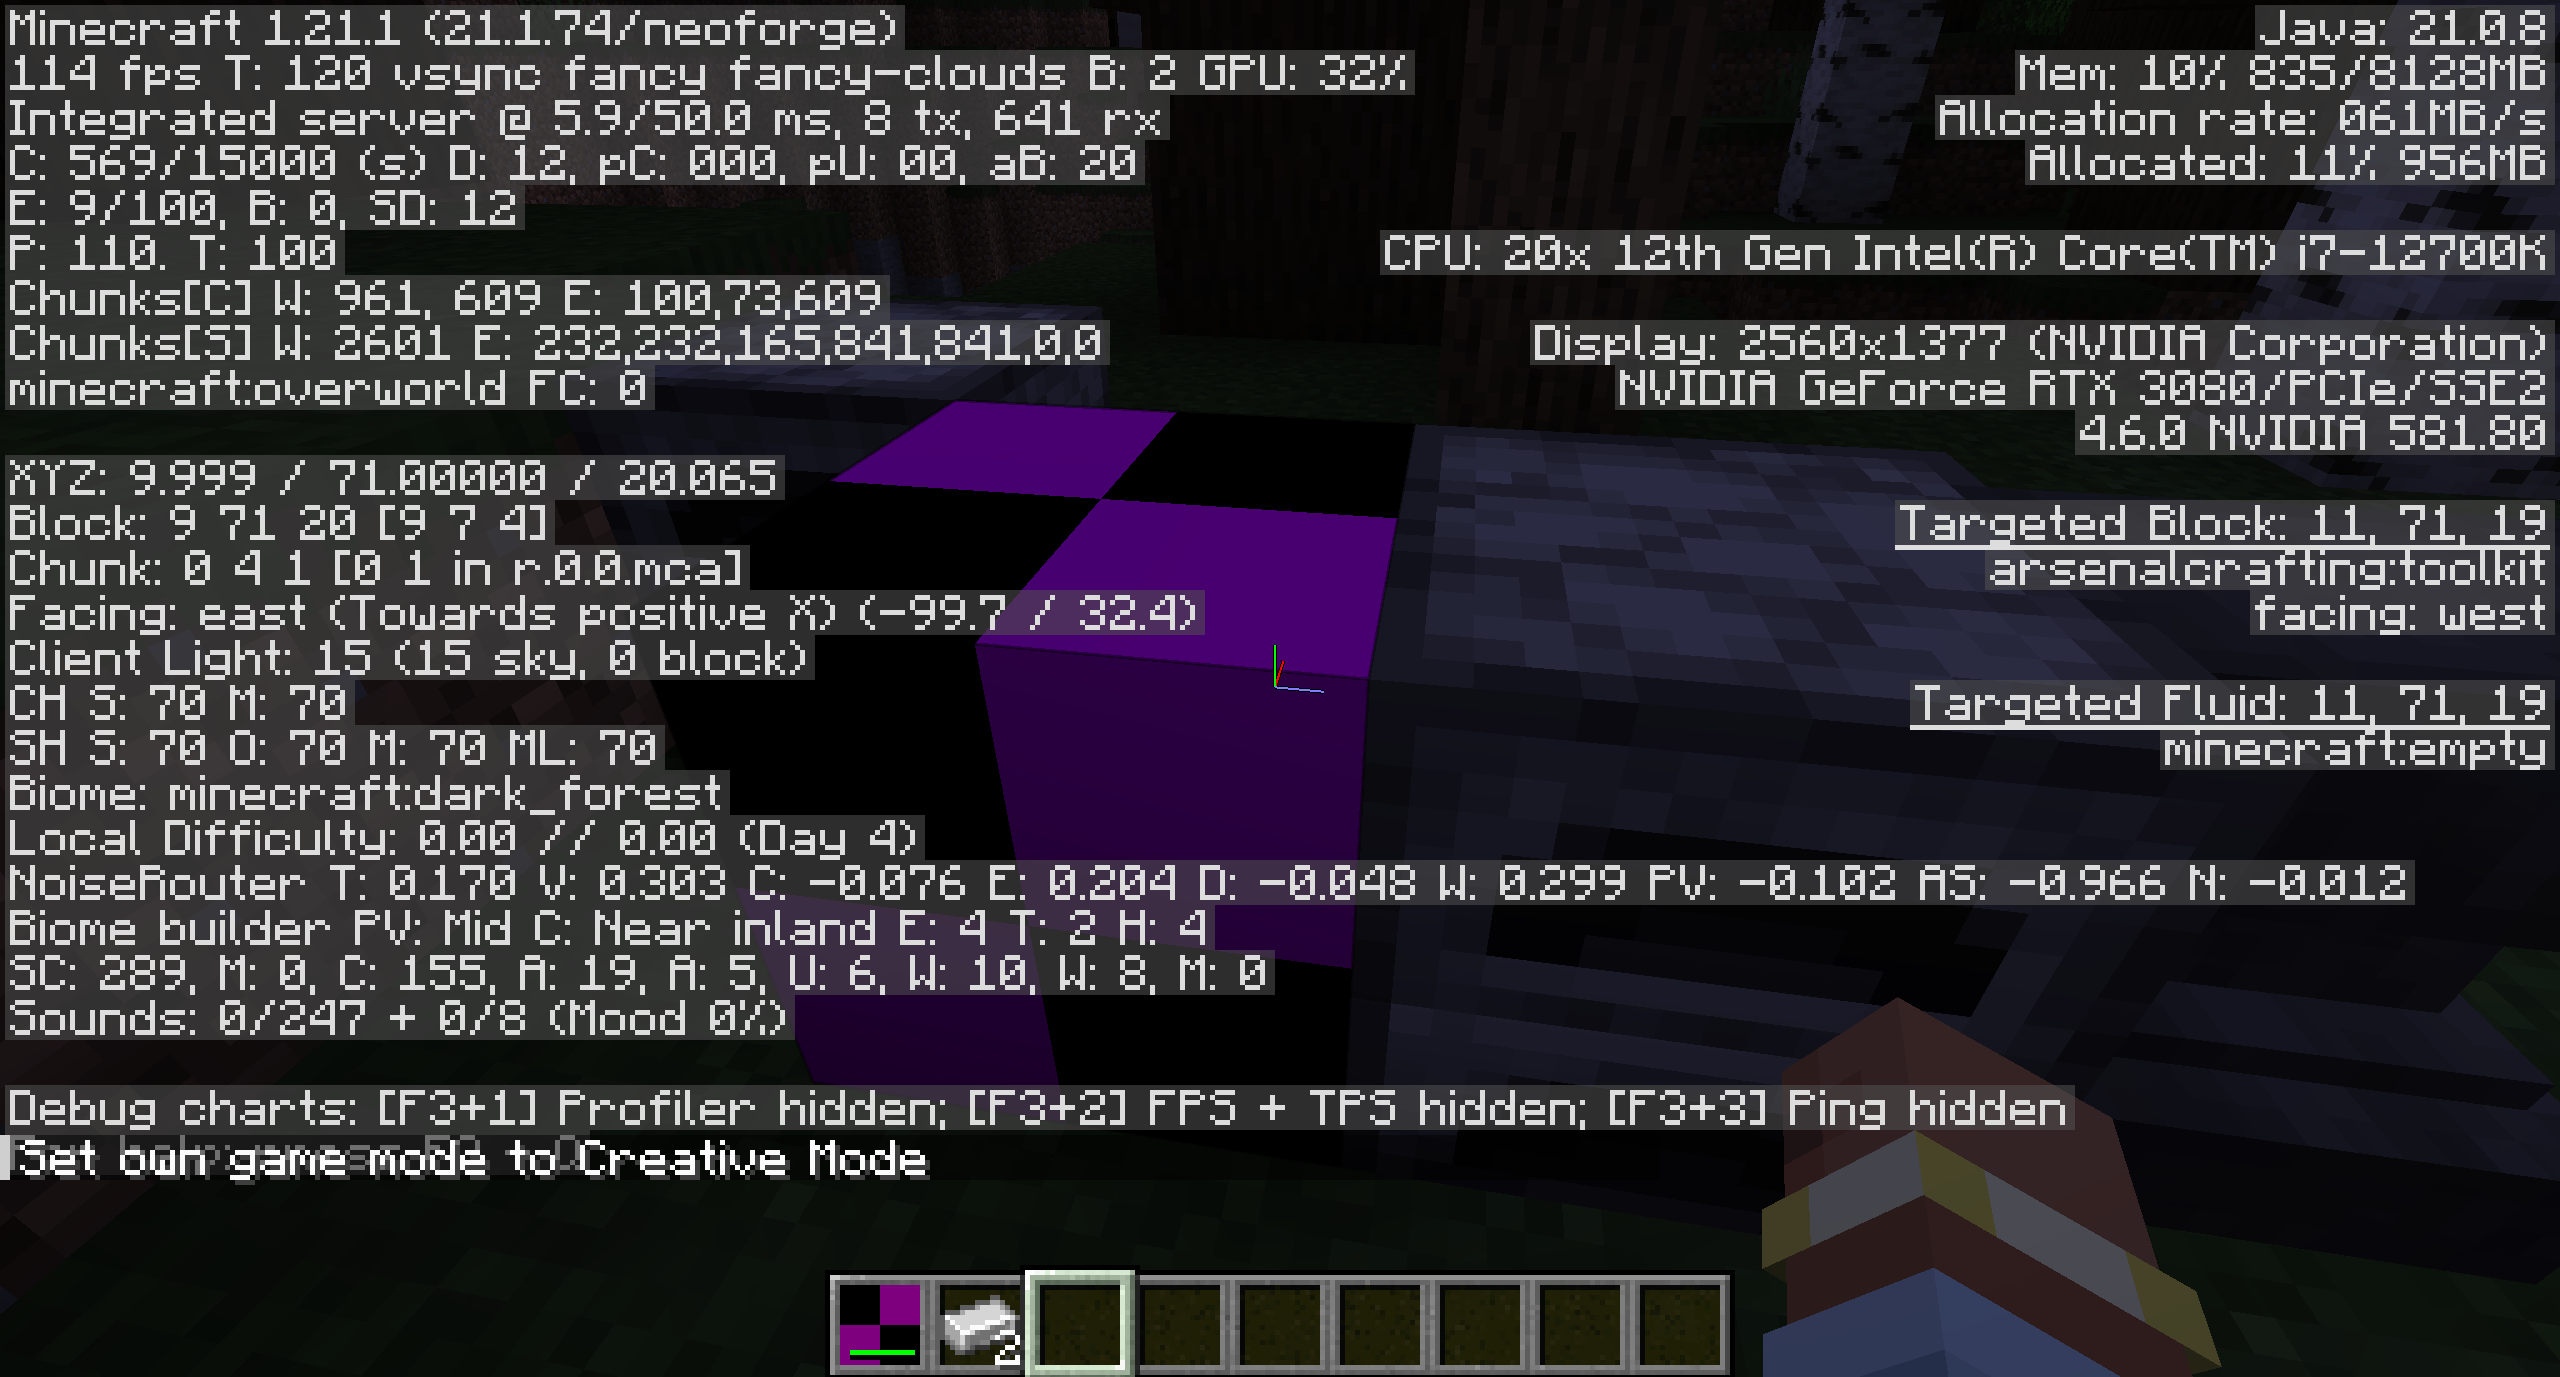 Minecraft 1.21.1 (21.1.74/neoforge)
114 fps T: 120 vsync fancy fancy-clouds B: 2 GPU: 32%
Integrated server @ 5.9/50.0 ms, 8 tx, 641 rx
C: 569/15000 (s) D: 12, pC: 000, pU: 00, aB: 20
E: 9/100, B: 0, SD: 12
P: 110. T: 100
Chunks[C] W: 961, 609 E: 100,73,609
Chunks[S] W: 2601 E: 232,232,165,841,841,0,0
minecraft:overworld FC: 0
XYZ: 9.999 / 71.00000 / 20.065
Block: 9 71 20 [9 7 4]
Chunk: 0 4 1 [0 1 in r.0.0.mca]
Facing: east (Towards positive X) (-99.7 / 32.4)
Client Light: 15 (15 sky, 0 block)
CH S: 70 M: 70
SH S: 70 O: 70 M: 70 ML: 70
Biome: minecraft:dark_forest
Local Difficulty: 0.00 // 0.00 (Day 4)
NoiseRouter T: 0.170 V: 0.303 C: -0.076 E: 0.204 D: -0.048 W: 0.299 PV: -0.102 AS: -0.966 N: -0.012
Biome builder PV: Mid C: Near inland E: 4 T: 2 H: 4
SC: 289, M: 0, C: 155, A: 19, A: 5, U: 6, W: 10, W: 8, M: 0
Sounds: 0/247 + 0/8 (Mood 0%)
Debug charts: [F3+1] Profiler hidden; [F3+2] FPS + TPS hidden; [F3+3] Ping hidden
Set own game mode to Creative Mode
Java: 21.0.8
Mem: 10% 835/8128MB
Allocation rate: 061MB/s
Allocated: 11% 956MB
CPU: 20x 12th Gen Intel(R) Core(TM) i7-12700K
Display: 2560x1377 (NVIDIA Corporation)
NVIDIA GeForce RTX 3080/PCIe/SSE2
4.6.0 NVIDIA 581.80
Targeted Block: 11, 71, 19
arsenalcrafting:toolkit
facing: west
Targeted Fluid: 11, 71, 19
minecraft:empty
2